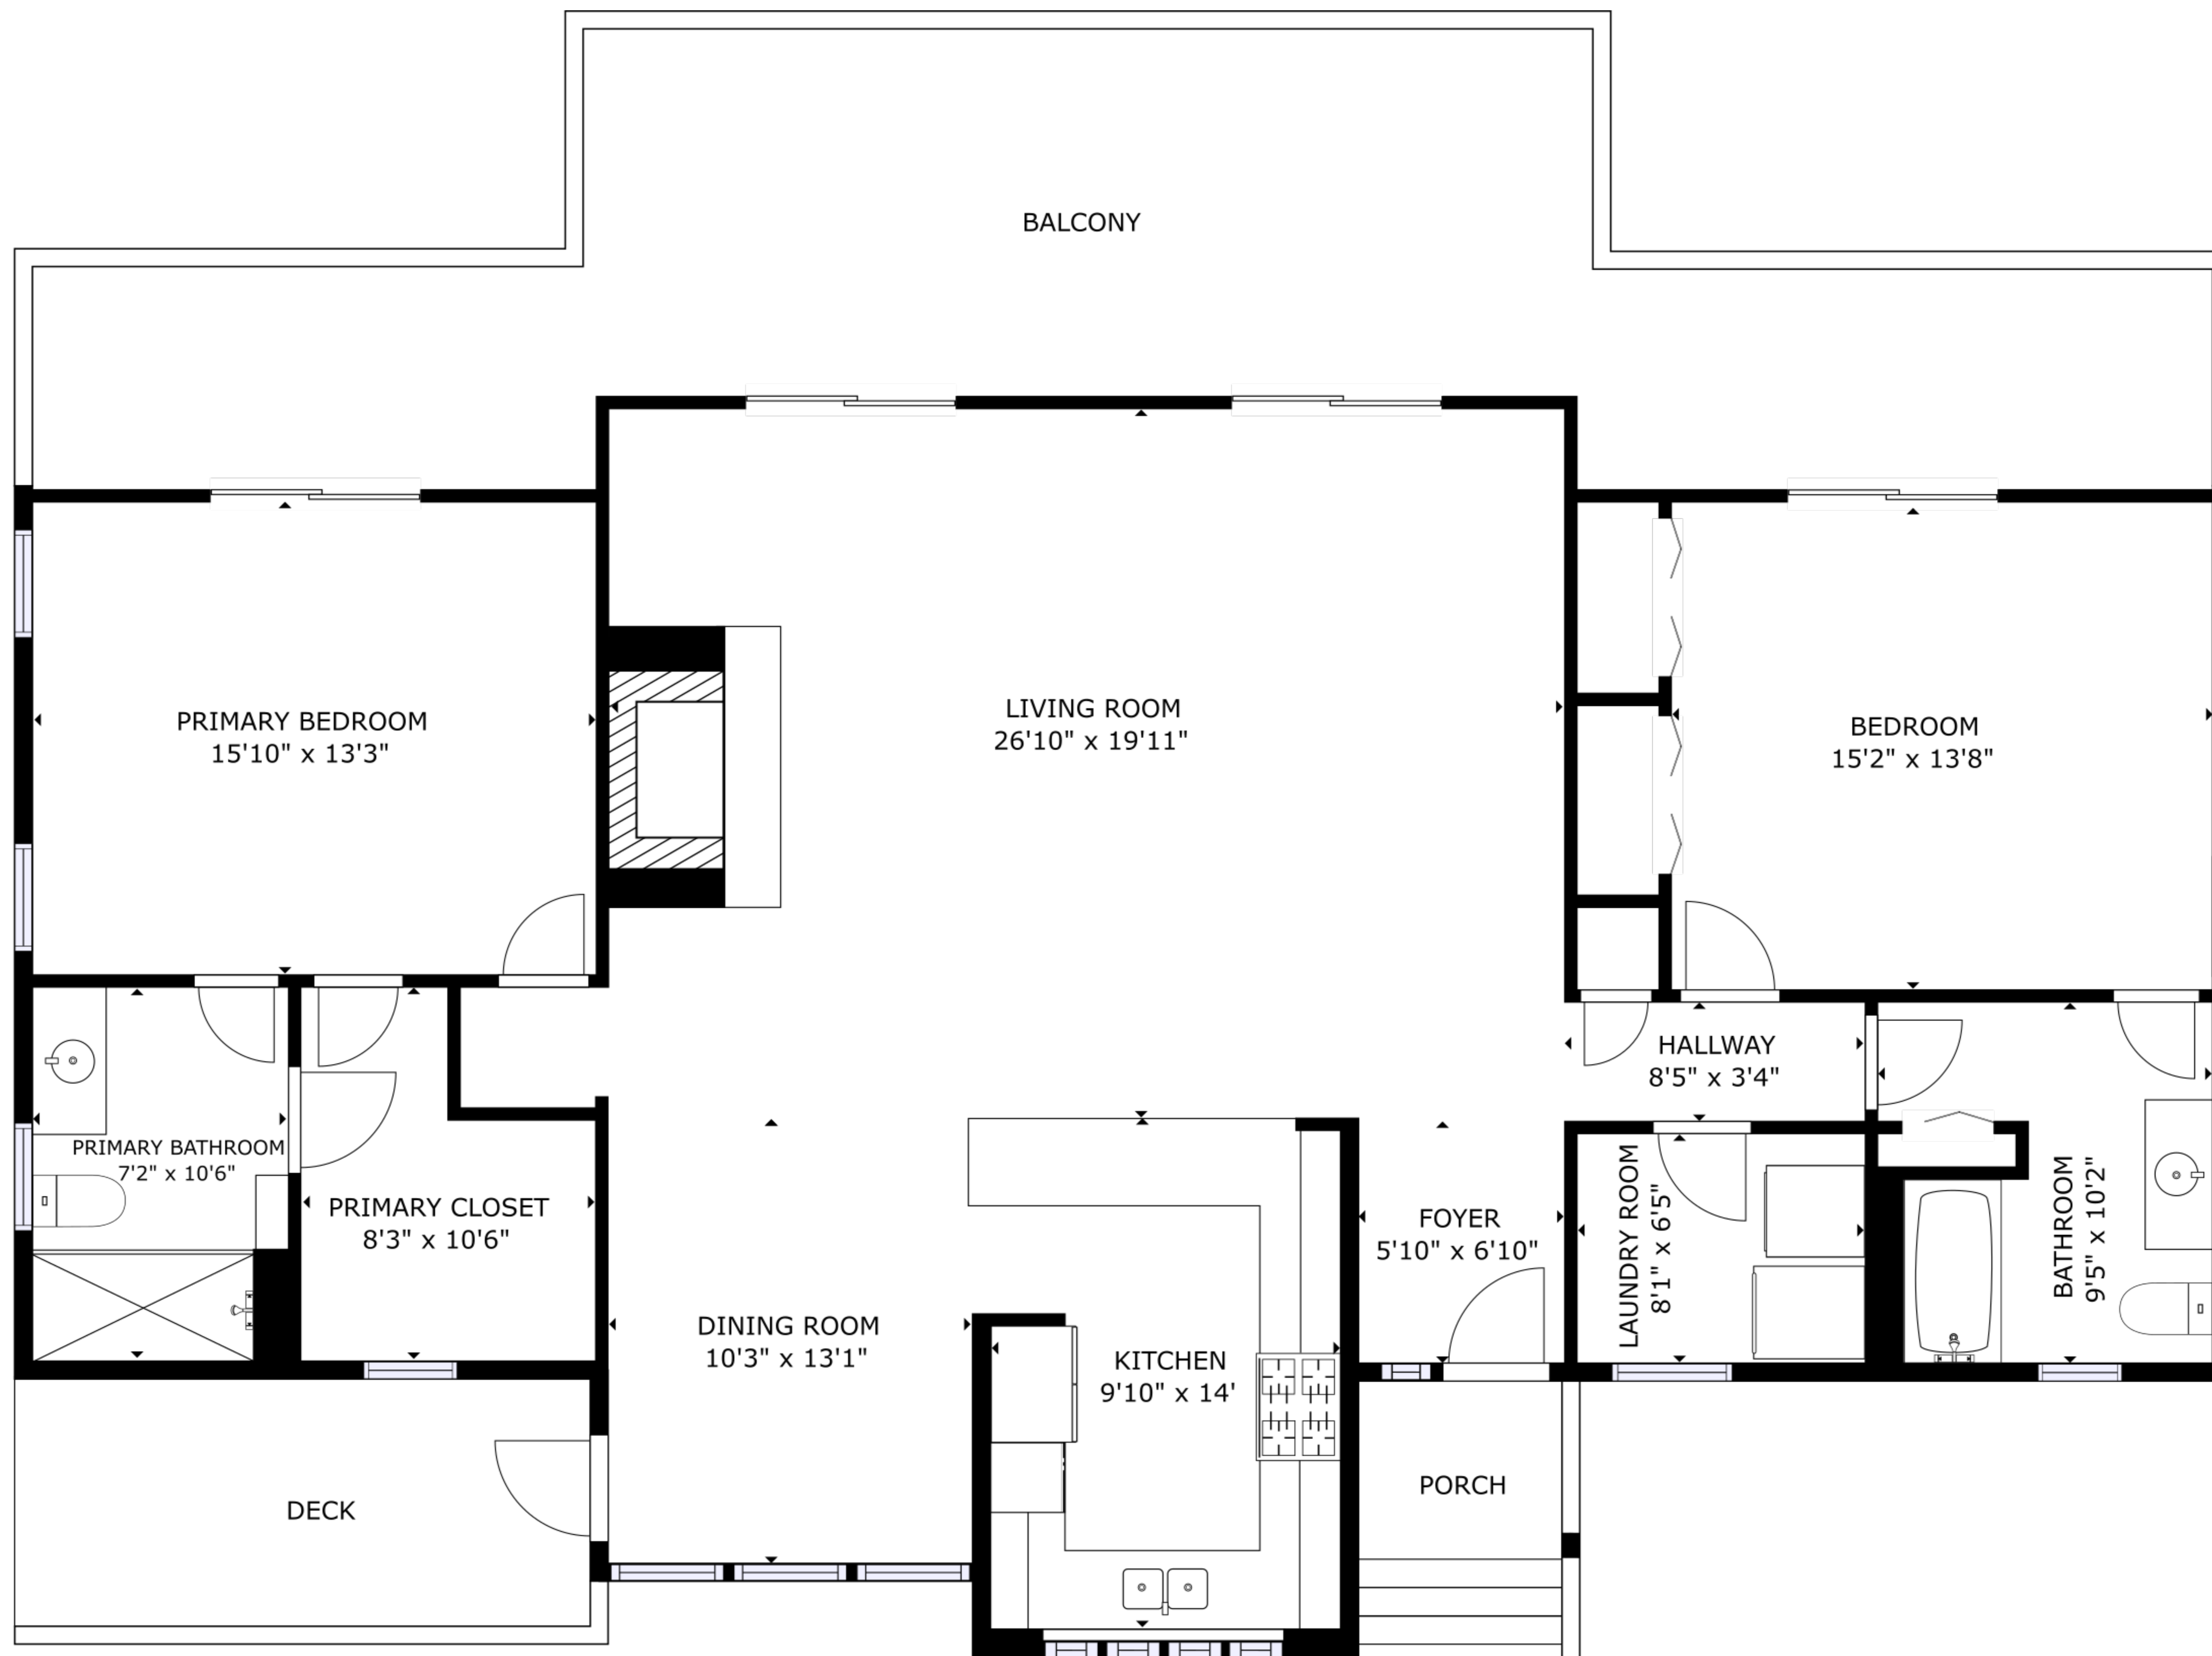 BALCONY
PRIMARY BEDROOM
15'10" x 13'3"
LIVING ROOM
26'10" x 19'11"
BEDROOM
15'2" x 13'8"
HALLWAY
8'5" x 3'4"
PRIMARY BATHROOM
7'2" x 10'6"
PRIMARY CLOSET
8'3" x 10'6"
FOYER
5'10" x 6'10"
LAUNDRY ROOM
8'1" x 6'5"
BATHROOM
9'5" x 10'2"
DINING ROOM
10'3" x 13'1"
KITCHEN
9'10" x 14'
PORCH
DECK